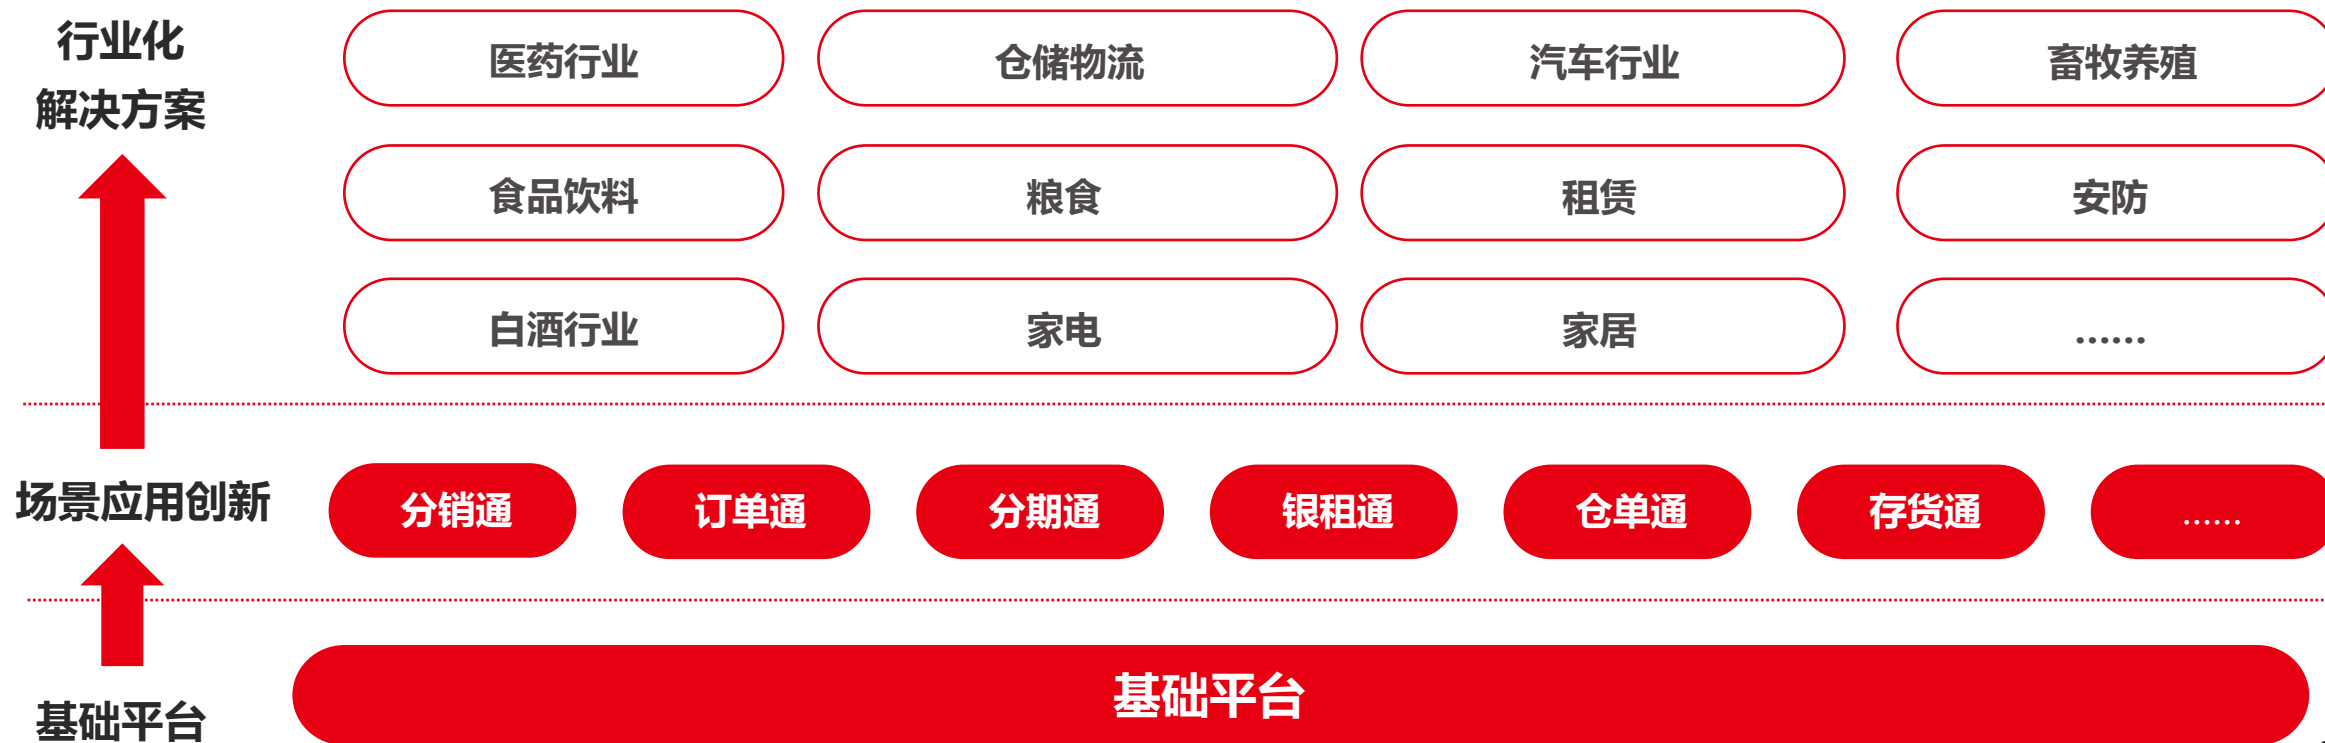 行业化
解决方案
医药行业
仓储物流
汽车行业
畜牧养殖
食品饮料
粮食
租赁
安防
白酒行业
家电
家居
......
场景应用创新
分销通
订单通
分期通
银租通
仓单通
存货通
......
基础平台
基础平台